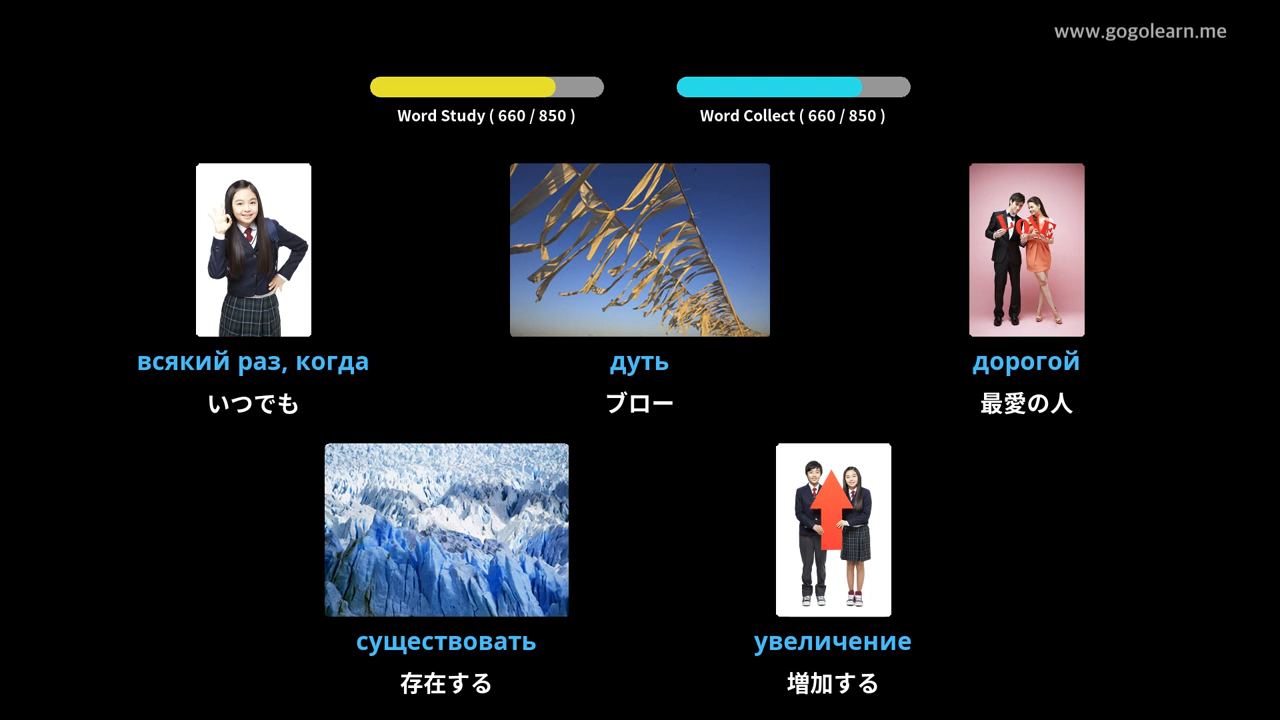 www.gogolearn.me
Word Study ( 660 / 850 )
Word Collect ( 660 / 850 )
LOVE
всякий раз, когда
いつでも
дуть
ブロー
дорогой
最愛の人
существовать
存在する
увеличение
増加する